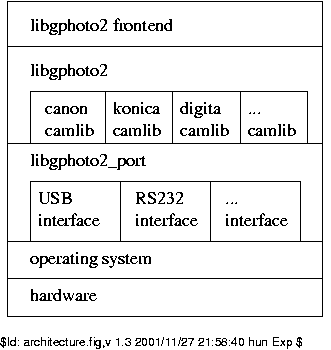 libgphoto2 frontend
libgphoto2
canon camlib
konica camlib
digita camlib
... camlib
libgphoto2_port
USB interface
RS232 interface
... interface
operating system
hardware
$Id: architecture.fig,v 1.3 2001/11/27 21:58:40 hun Exp $